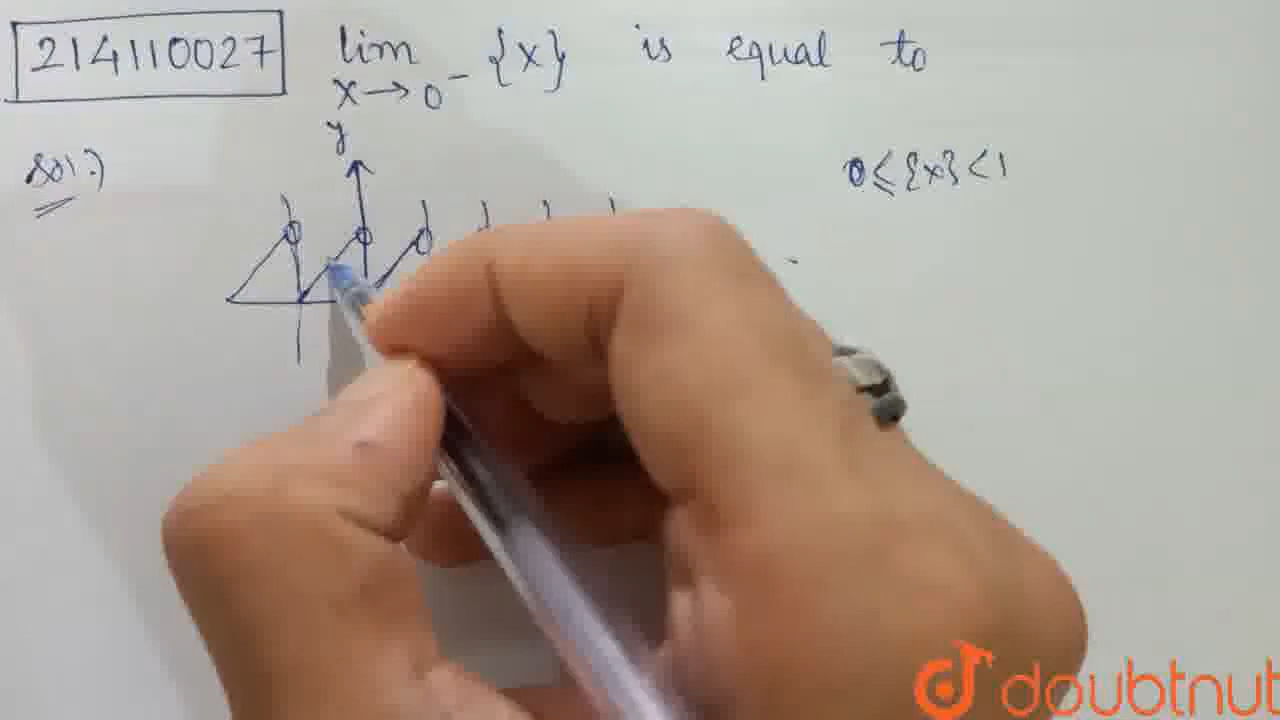 214110027 lim x→0⁻ {x} is equal to
y
Sol.)
0≤{x}<1
doubtnut